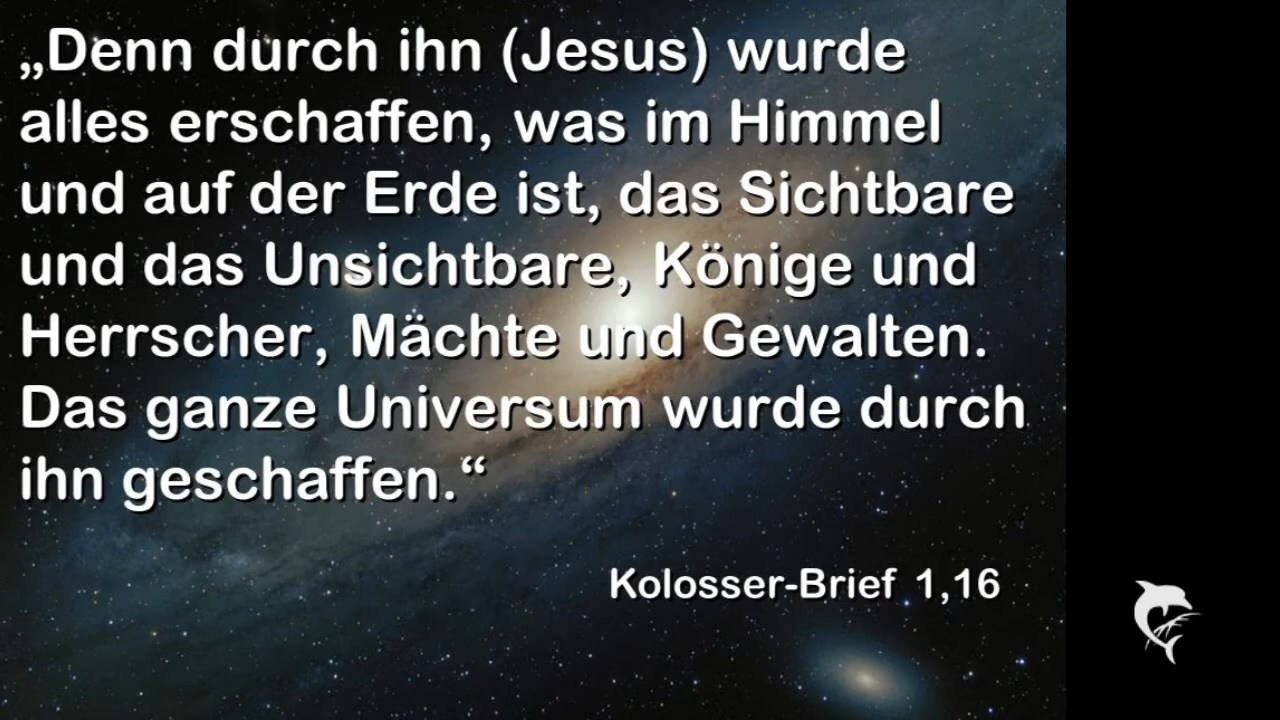 „Denn durch ihn (Jesus) wurde
alles erschaffen, was im Himmel
und auf der Erde ist, das Sichtbare
und das Unsichtbare, Könige und
Herrscher, Mächte und Gewalten.
Das ganze Universum wurde durch
ihn geschaffen.“
Kolosser-Brief 1,16